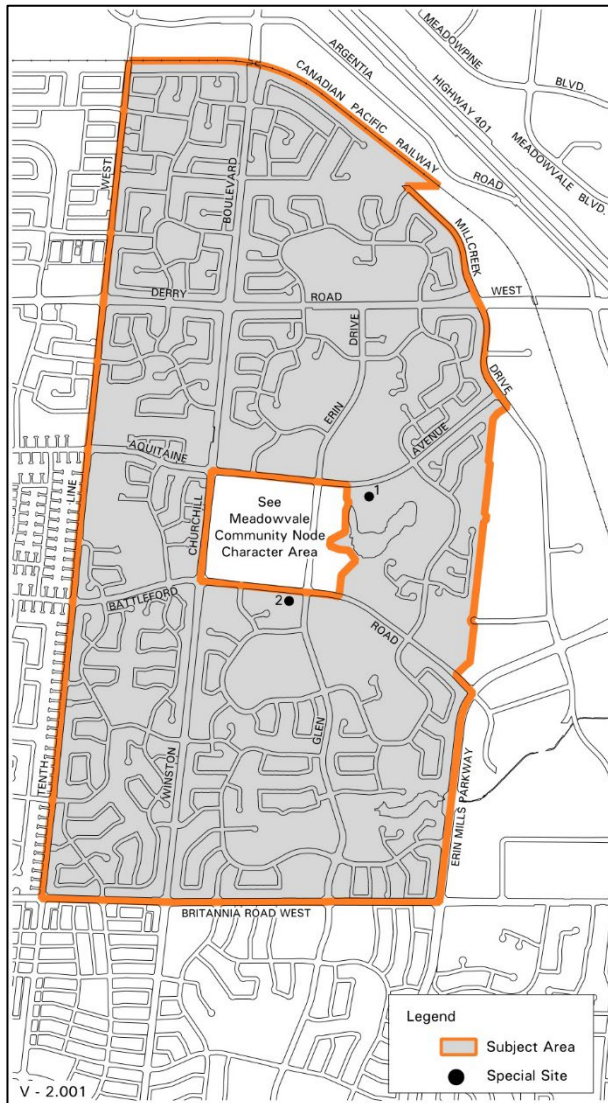 MEADOWPINE
BLVD.
ARGENTIA
HIGHWAY 401
MEADOWVALE BLVD.
CANADIAN PACIFIC RAILWAY
ROAD
WEST
BOULEVARD
MILLCREEK
DERRY
ROAD
WEST
DRIVE
DRIVE
ERIN
AVENUE
AQUITAINE
LINE
CHURCHILL
See
Meadowvale
Community Node
Character Area
1
2
BATTLEFORD
ROAD
GLEN
WINSTON
TENTH
ERIN MILLS PARKWAY
BRITANNIA ROAD WEST
Legend
Subject Area
Special Site
V - 2.001